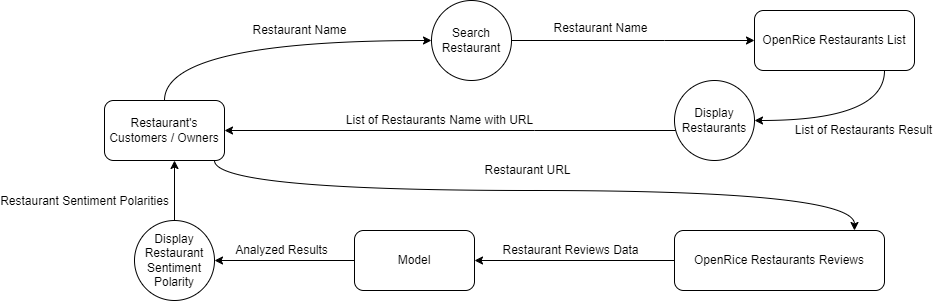 Restaurant Name
Search
Restaurant
Restaurant Name
OpenRice Restaurants List
Restaurant's
Customers / Owners
List of Restaurants Name with URL
Display
Restaurants
List of Restaurants Result
Restaurant URL
Restaurant Sentiment Polarities
Display
Restaurant
Sentiment
Polarity
Analyzed Results
Model
Restaurant Reviews Data
OpenRice Restaurants Reviews